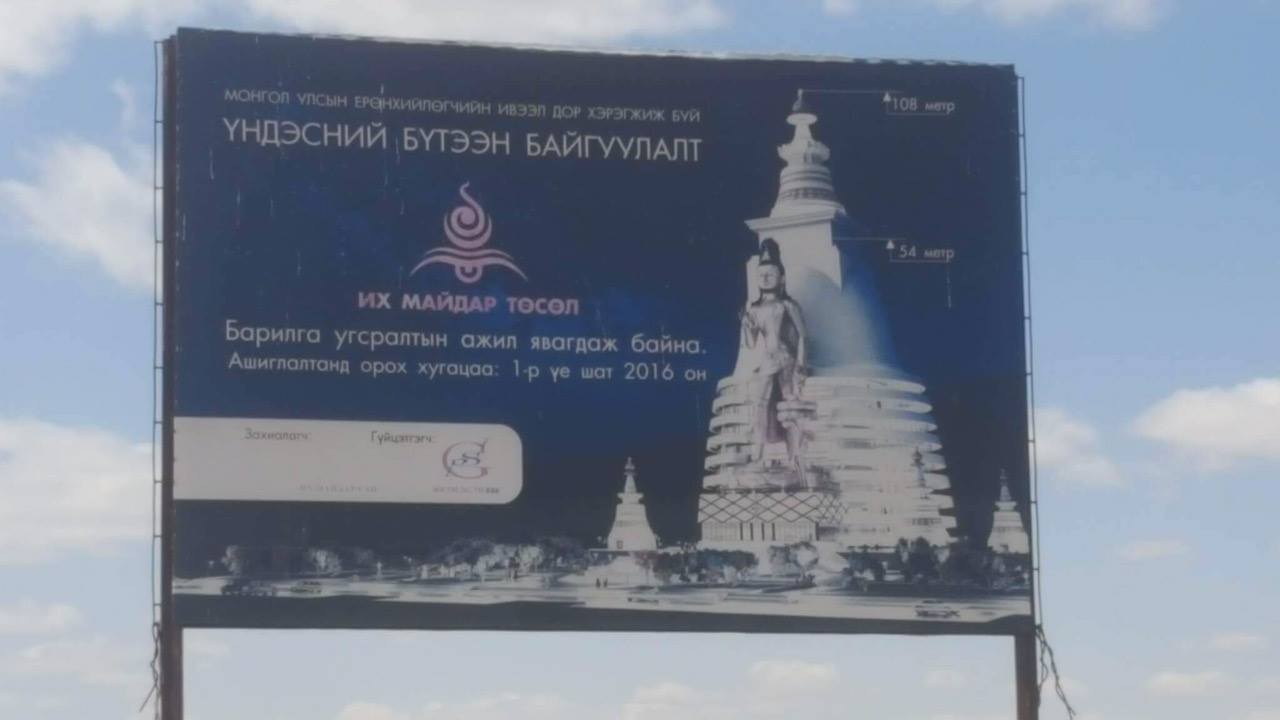 МОНГОЛ УЛСЫН ЕРӨНХИЙЛӨГЧИЙН ИВЭЭЛ ДОР ХЭРЭГЖИЖ БУЙ
ҮНДЭСНИЙ БҮТЭЭН БАЙГУУЛАЛТ
108 метр
54 метр
ИХ МАЙДАР ТӨСӨЛ
Барилга угсралтын ажил явагдаж байна.
Ашиглалтанд орох хугацаа: 1-р үе шат 2016 он
Захиалагч: Гүйцэтгэгч: